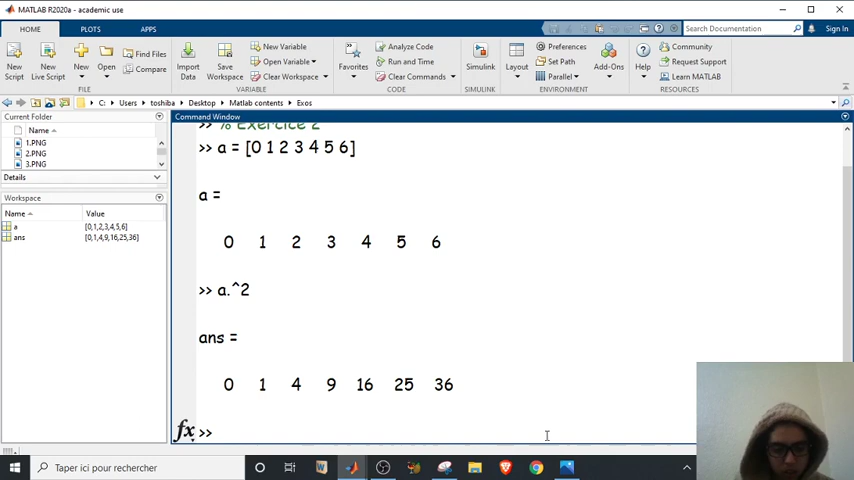 MATLAB R2020a - academic use
HOME PLOTS APPS
Search Documentation
Sign In
New Script
New Live Script
New
Open
Find Files
Compare
Import Data
Save Workspace
New Variable
Open Variable
Clear Workspace
Favorites
Analyze Code
Run and Time
Clear Commands
Simulink
Layout
Preferences
Set Path
Parallel
Add-Ons
Help
Community
Request Support
Learn MATLAB
FILE VARIABLE CODE SIMULINK ENVIRONMENT RESOURCES
C: Users toshiba Desktop Matlab contents Exos
Current Folder
Name
1.PNG
2.PNG
3.PNG
Details
Workspace
Name Value
a [0,1,2,3,4,5,6]
ans [0,1,4,9,16,25,36]
Command Window
>> % Exercice 2
>> a = [0 1 2 3 4 5 6]
a =
0 1 2 3 4 5 6
>> a.^2
ans =
0 1 4 9 16 25 36
fx >>
Taper ici pour rechercher